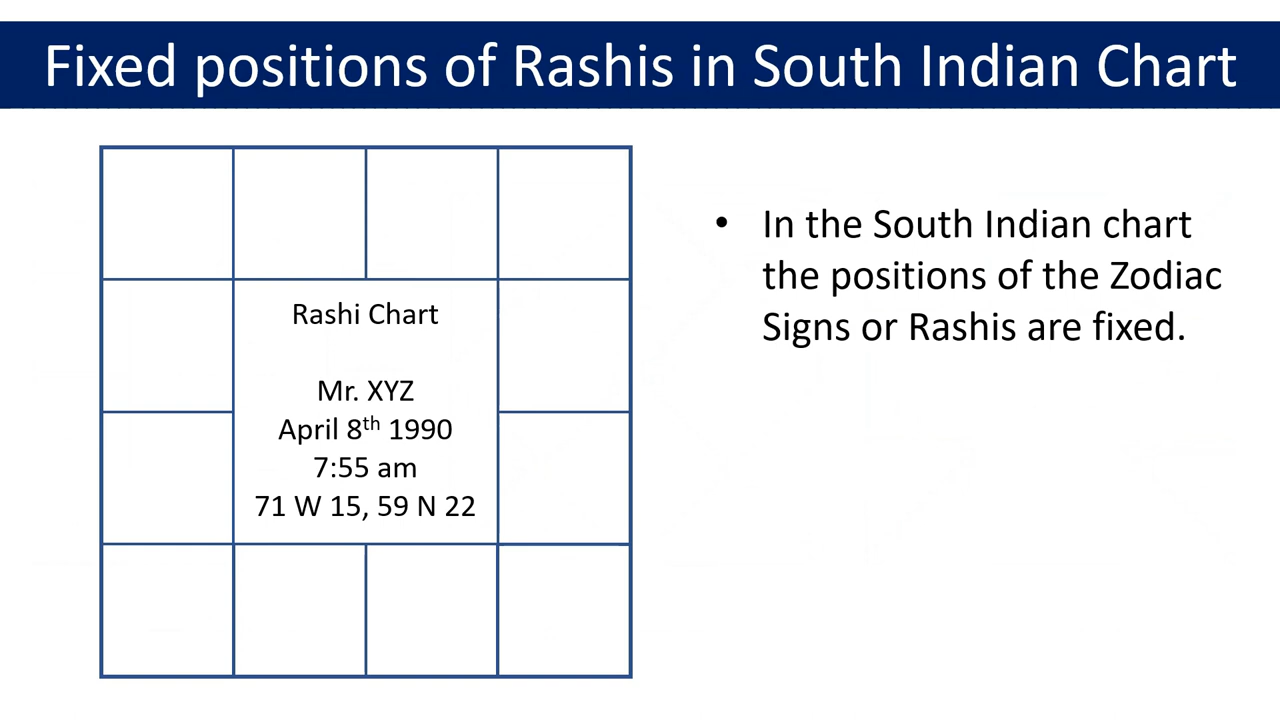 Fixed positions of Rashis in South Indian Chart
Rashi Chart
Mr. XYZ
April 8th 1990
7:55 am
71 W 15, 59 N 22
• In the South Indian chart
the positions of the Zodiac
Signs or Rashis are fixed.